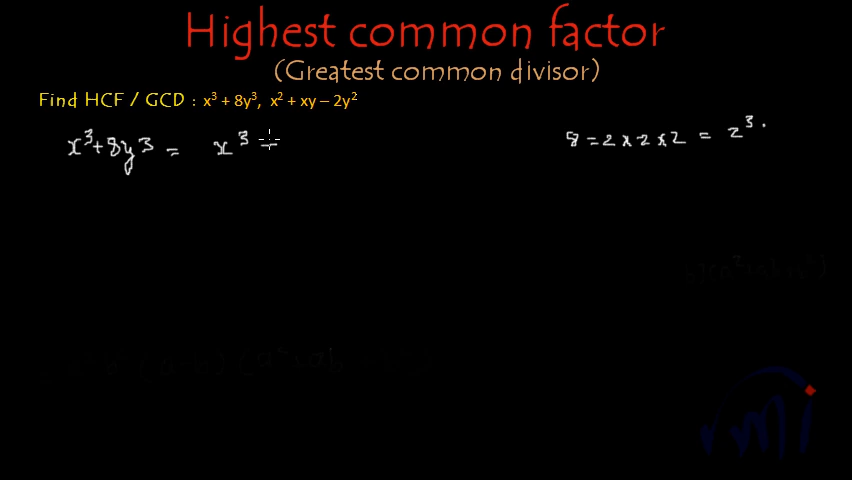 Highest common factor
(Greatest common divisor)
Find HCF / GCD : x³ + 8y³, x² + xy – 2y²
x³+8y³ = x³ 8 = 2 x 2 x 2 = 2³.
rmi